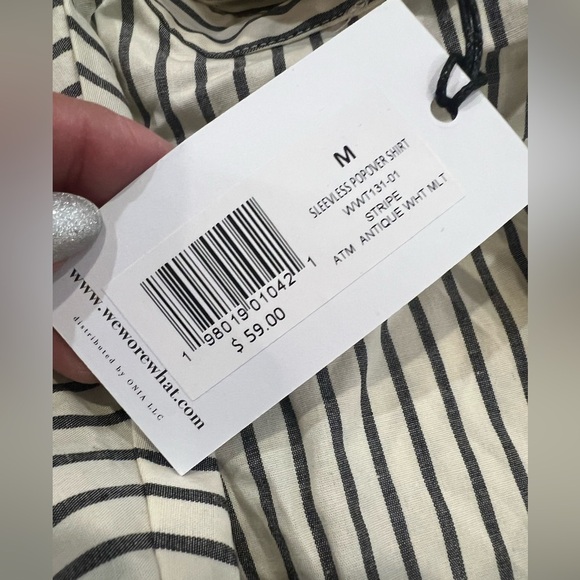 M
SLEEVLESS POPOVER SHIRT
WWT131-01
STRIPE
ATM ANTIQUE WHT MLT
1 98019 01042 1
$ 59.00
www.weworewhat.com
distributed by ONIA LLC